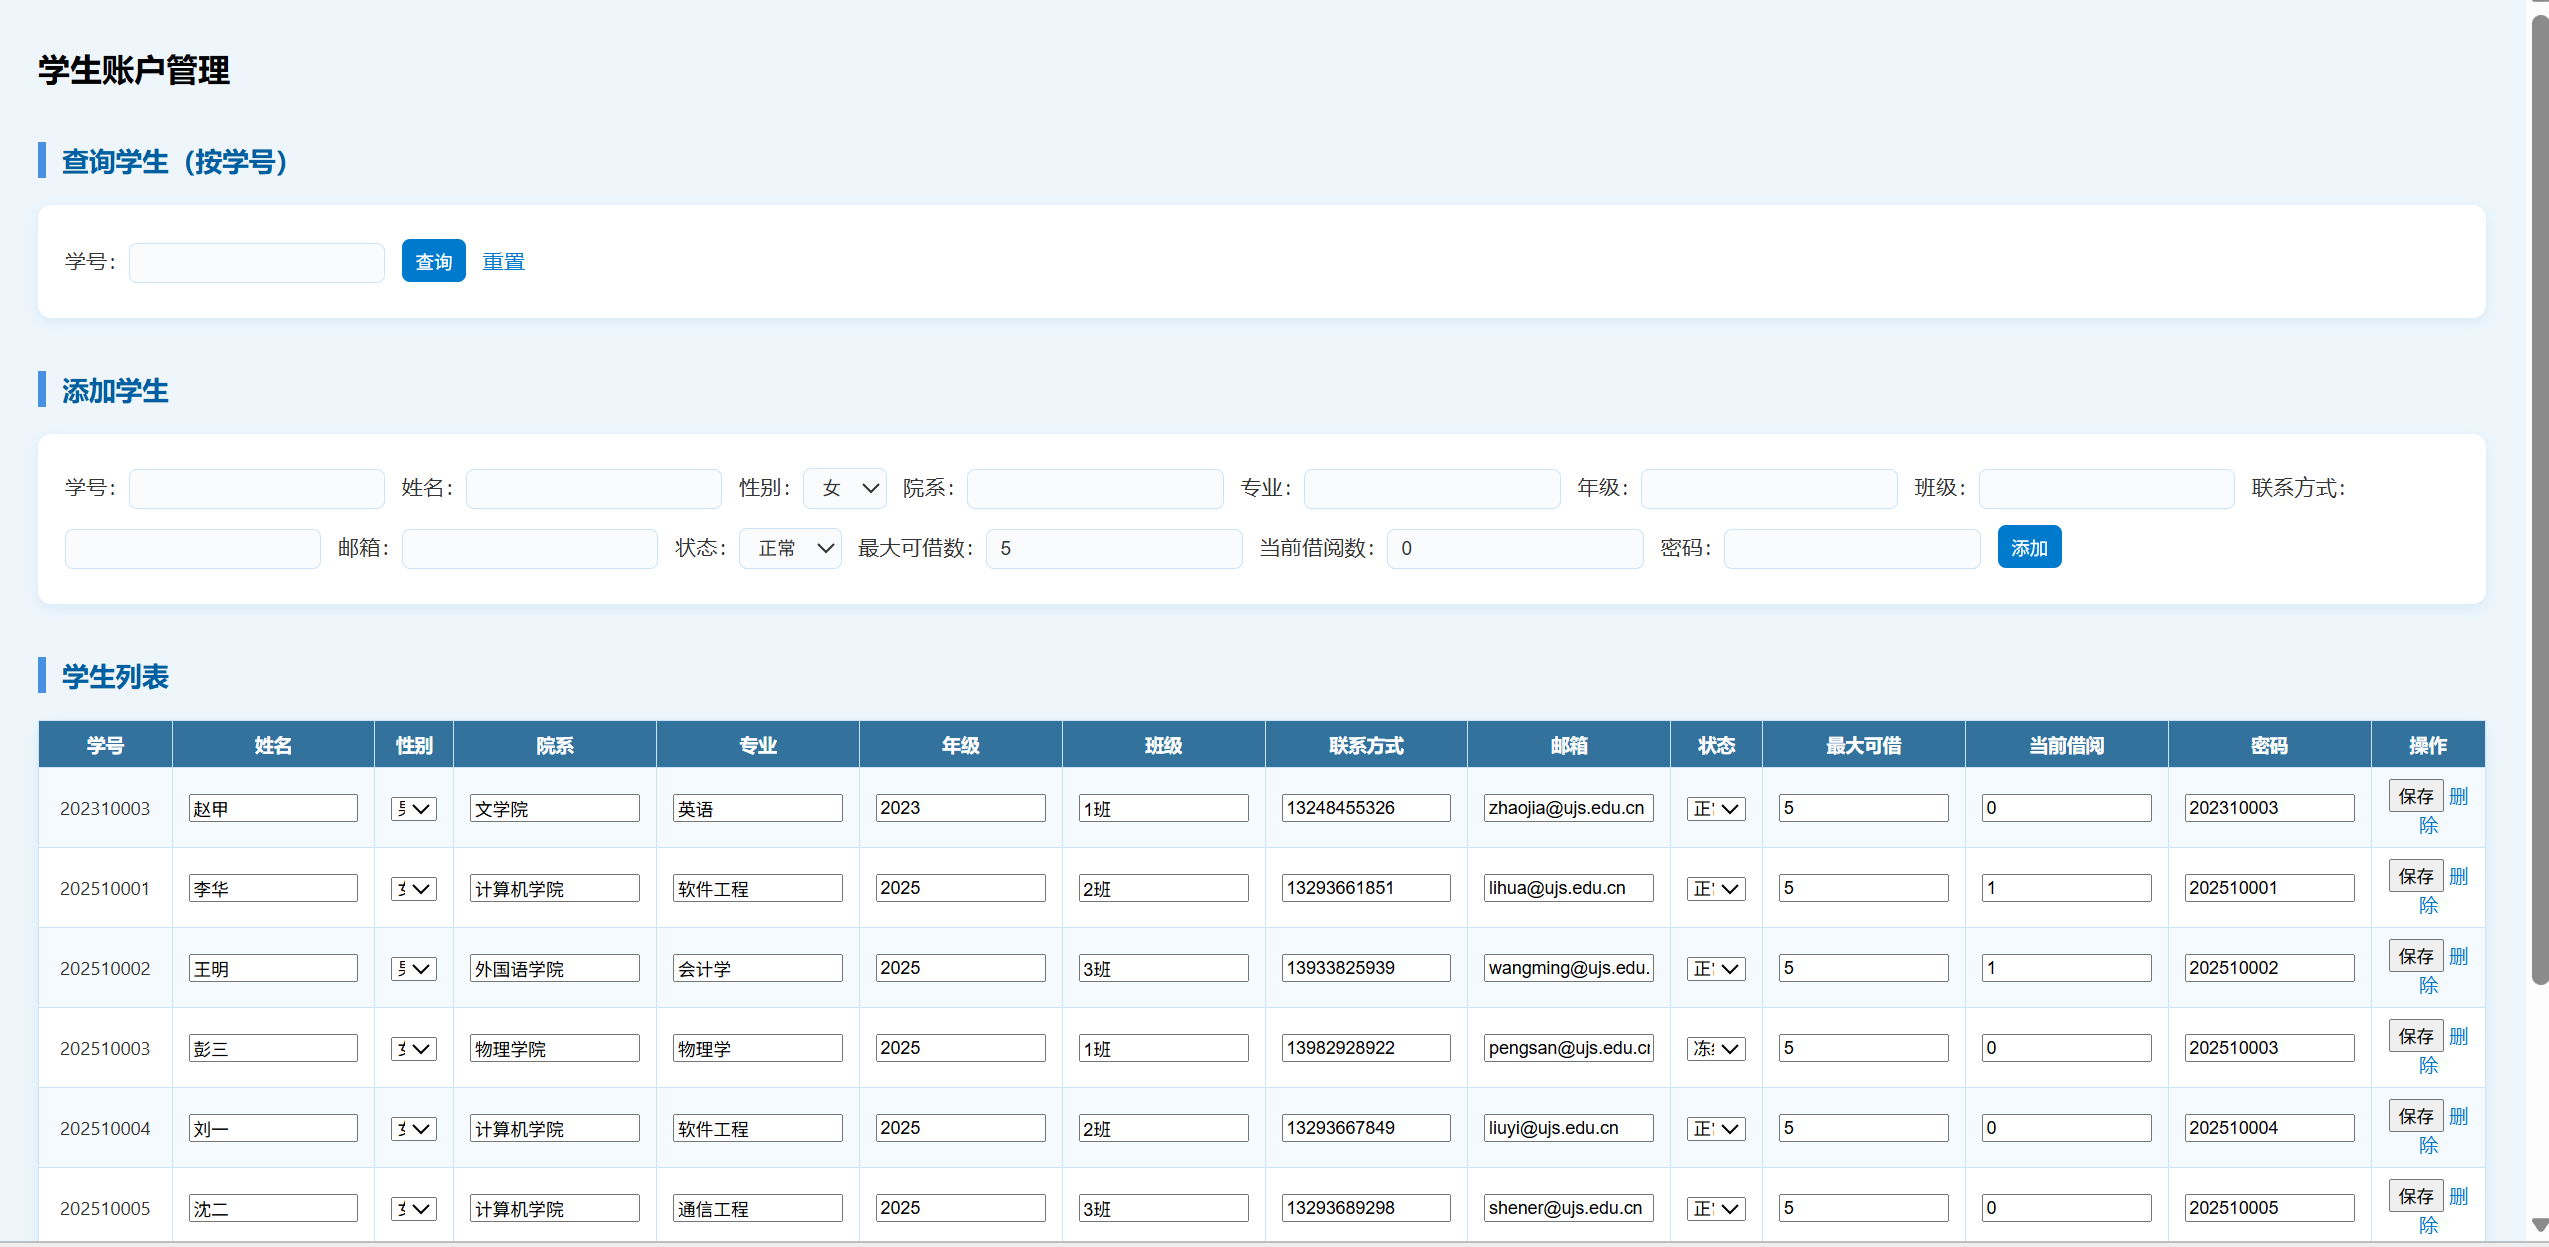 学生账户管理
查询学生（按学号）
学号： 查询 重置
添加学生
学号： 姓名： 性别： 女 院系： 专业： 年级： 班级： 联系方式：
邮箱： 状态： 正常 最大可借数： 5 当前借阅数： 0 密码： 添加
学生列表
学号 姓名 性别 院系 专业 年级 班级 联系方式 邮箱 状态 最大可借 当前借阅 密码 操作
202310003 赵甲 文学院 英语 2023 1班 13248455326 zhaojia@ujs.edu.cn 正 5 0 202310003 保存 删除
202510001 李华 计算机学院 软件工程 2025 2班 13293661851 lihua@ujs.edu.cn 正 5 1 202510001 保存 删除
202510002 王明 外国语学院 会计学 2025 3班 13933825939 wangming@ujs.edu. 正 5 1 202510002 保存 删除
202510003 彭三 物理学院 物理学 2025 1班 13982928922 pengsan@ujs.edu.c 冻 5 0 202510003 保存 删除
202510004 刘一 计算机学院 软件工程 2025 2班 13293667849 liuyi@ujs.edu.cn 正 5 0 202510004 保存 删除
202510005 沈二 计算机学院 通信工程 2025 3班 13293689298 shener@ujs.edu.cn 正 5 0 202510005 保存 删除